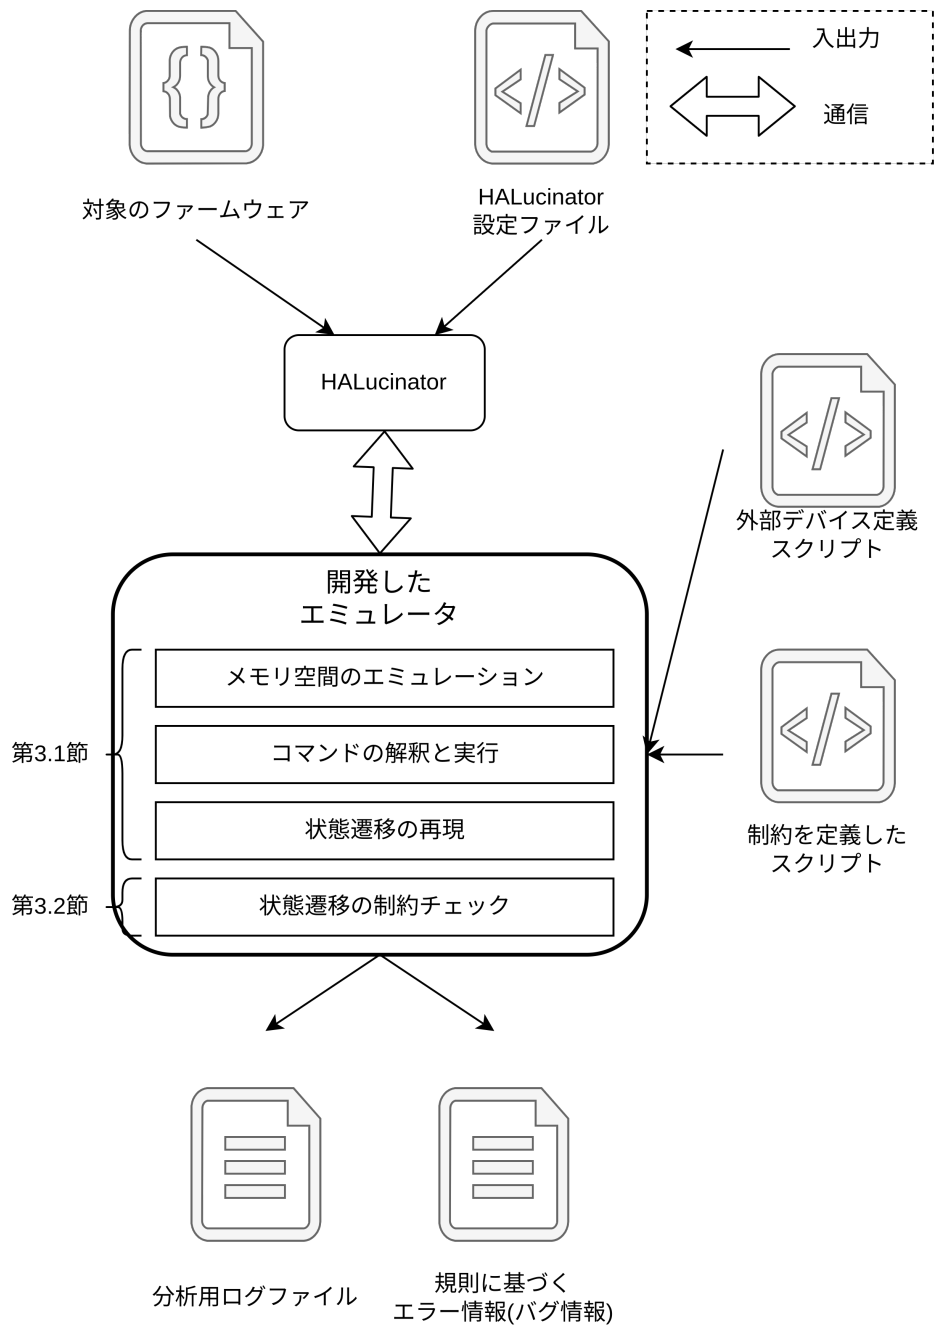 入出力
通信
対象のファームウェア
HALucinator
設定ファイル
HALucinator
外部デバイス定義
スクリプト
開発した
エミュレータ
メモリ空間のエミュレーション
第3.1節
コマンドの解釈と実行
状態遷移の再現
制約を定義した
スクリプト
第3.2節
状態遷移の制約チェック
分析用ログファイル
規則に基づく
エラー情報(バグ情報)